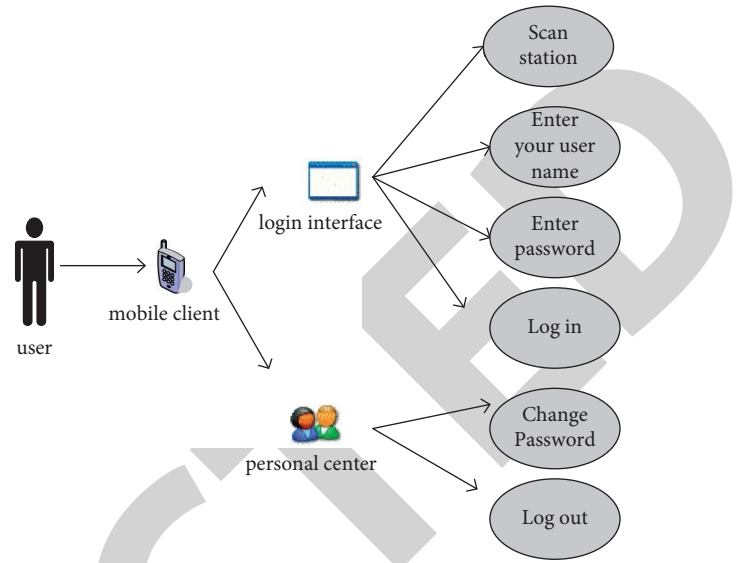 Scan
station
Enter
your user
name
login interface
Enter
password
mobile client
user
Log in
Change
Password
personal center
Log out